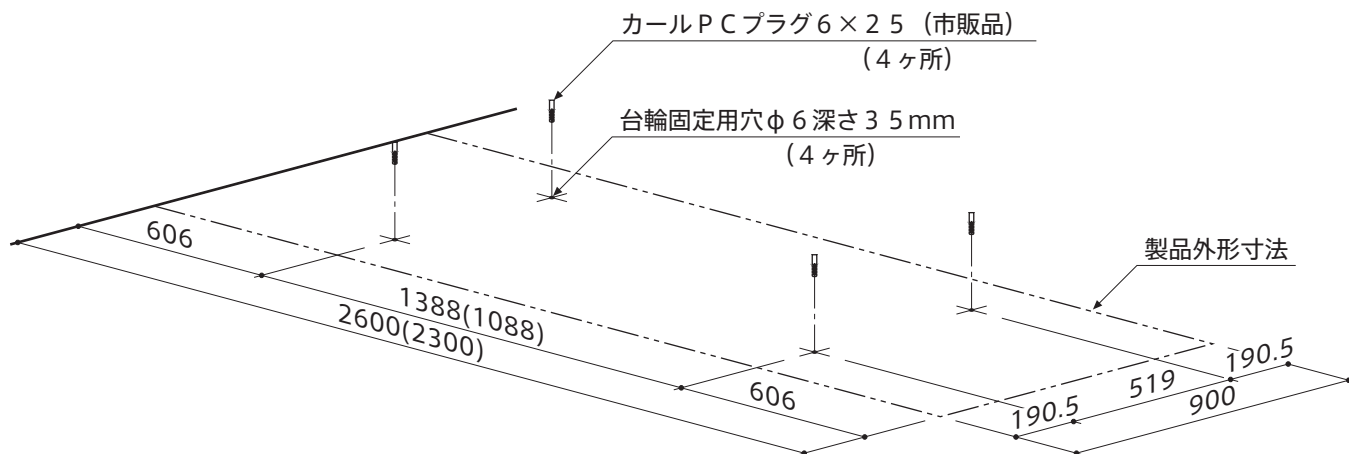 カールＰＣプラグ６×２５（市販品）
（４ヶ所）
台輪固定用穴φ６深さ３５mm
（４ヶ所）
製品外形寸法
606
1388(1088)
2600(2300)
606
190.5
519
190.5
900